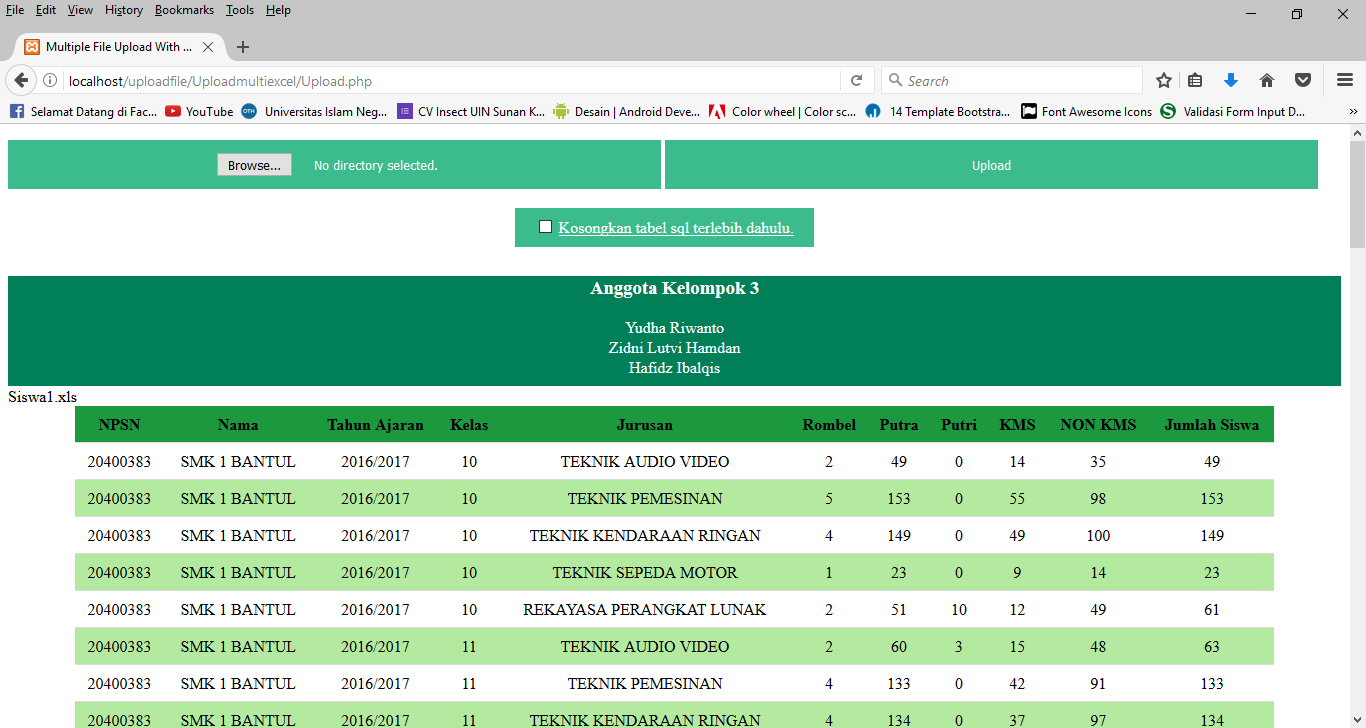 File Edit View History Bookmarks Tools Help
Multiple File Upload With ...
localhost/uploadfile/Uploadmultiexcel/Upload.php Search
Selamat Datang di Fac... YouTube Universitas Islam Neg... CV Insect UIN Sunan K... Desain | Android Deve... Color wheel | Color sc... 14 Template Bootstra... Font Awesome Icons Validasi Form Input D... »
Browse... No directory selected. Upload
Kosongkan tabel sql terlebih dahulu.
Anggota Kelompok 3
Yudha Riwanto
Zidni Lutvi Hamdan
Hafidz Ibalqis
Siswa1.xls
NPSN Nama Tahun Ajaran Kelas Jurusan Rombel Putra Putri KMS NON KMS Jumlah Siswa
20400383 SMK 1 BANTUL 2016/2017 10 TEKNIK AUDIO VIDEO 2 49 0 14 35 49
20400383 SMK 1 BANTUL 2016/2017 10 TEKNIK PEMESINAN 5 153 0 55 98 153
20400383 SMK 1 BANTUL 2016/2017 10 TEKNIK KENDARAAN RINGAN 4 149 0 49 100 149
20400383 SMK 1 BANTUL 2016/2017 10 TEKNIK SEPEDA MOTOR 1 23 0 9 14 23
20400383 SMK 1 BANTUL 2016/2017 10 REKAYASA PERANGKAT LUNAK 2 51 10 12 49 61
20400383 SMK 1 BANTUL 2016/2017 11 TEKNIK AUDIO VIDEO 2 60 3 15 48 63
20400383 SMK 1 BANTUL 2016/2017 11 TEKNIK PEMESINAN 4 133 0 42 91 133
20400383 SMK 1 BANTUL 2016/2017 11 TEKNIK KENDARAAN RINGAN 4 134 0 37 97 134